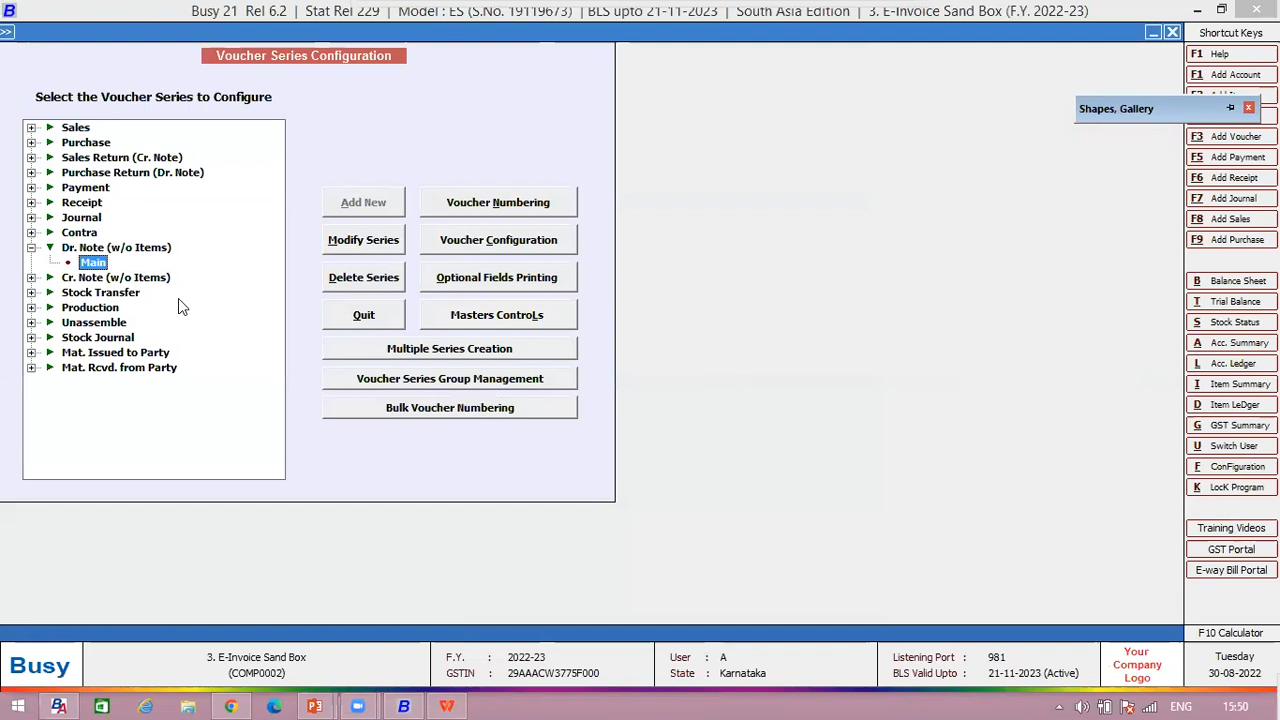 Busy 21 Rel 6.2 | Stat Rel 229 | Model: ES (S.No. 19119673) | BLS upto 21-11-2023 | South Asia Edition | 3. E-Invoice Sand Box (F.Y. 2022-23)
>>
Shortcut Keys
Voucher Series Configuration
F1 Help
F1 Add Account
Select the Voucher Series to Configure
Shapes, Gallery
Sales
Purchase
F3 Add Voucher
Sales Return (Cr. Note)
F5 Add Payment
Purchase Return (Dr. Note)
F6 Add Receipt
Payment
Receipt
Add New
Voucher Numbering
F7 Add Journal
Journal
F8 Add Sales
Contra
Modify Series
Voucher Configuration
F9 Add Purchase
Dr. Note (w/o Items)
Main
Cr. Note (w/o Items)
Delete Series
Optional Fields Printing
B Balance Sheet
Stock Transfer
T Trial Balance
Production
Quit
Masters ControLs
Unassemble
S Stock Status
Stock Journal
A Acc. Summary
Mat. Issued to Party
Multiple Series Creation
Mat. Rcvd. from Party
L Acc. Ledger
Voucher Series Group Management
I Item Summary
Bulk Voucher Numbering
D Item LeDger
G GST Summary
U Switch User
F ConFiguration
K LocK Program
Training Videos
GST Portal
E-way Bill Portal
F10 Calculator
Busy
3. E-Invoice Sand Box
(COMP0002)
F.Y. : 2022-23
GSTIN : 29AAACW3775F000
User : A
State : Karnataka
Listening Port : 981
BLS Valid Upto : 21-11-2023 (Active)
Your
Company
Logo
Tuesday
30-08-2022
ENG
15:50